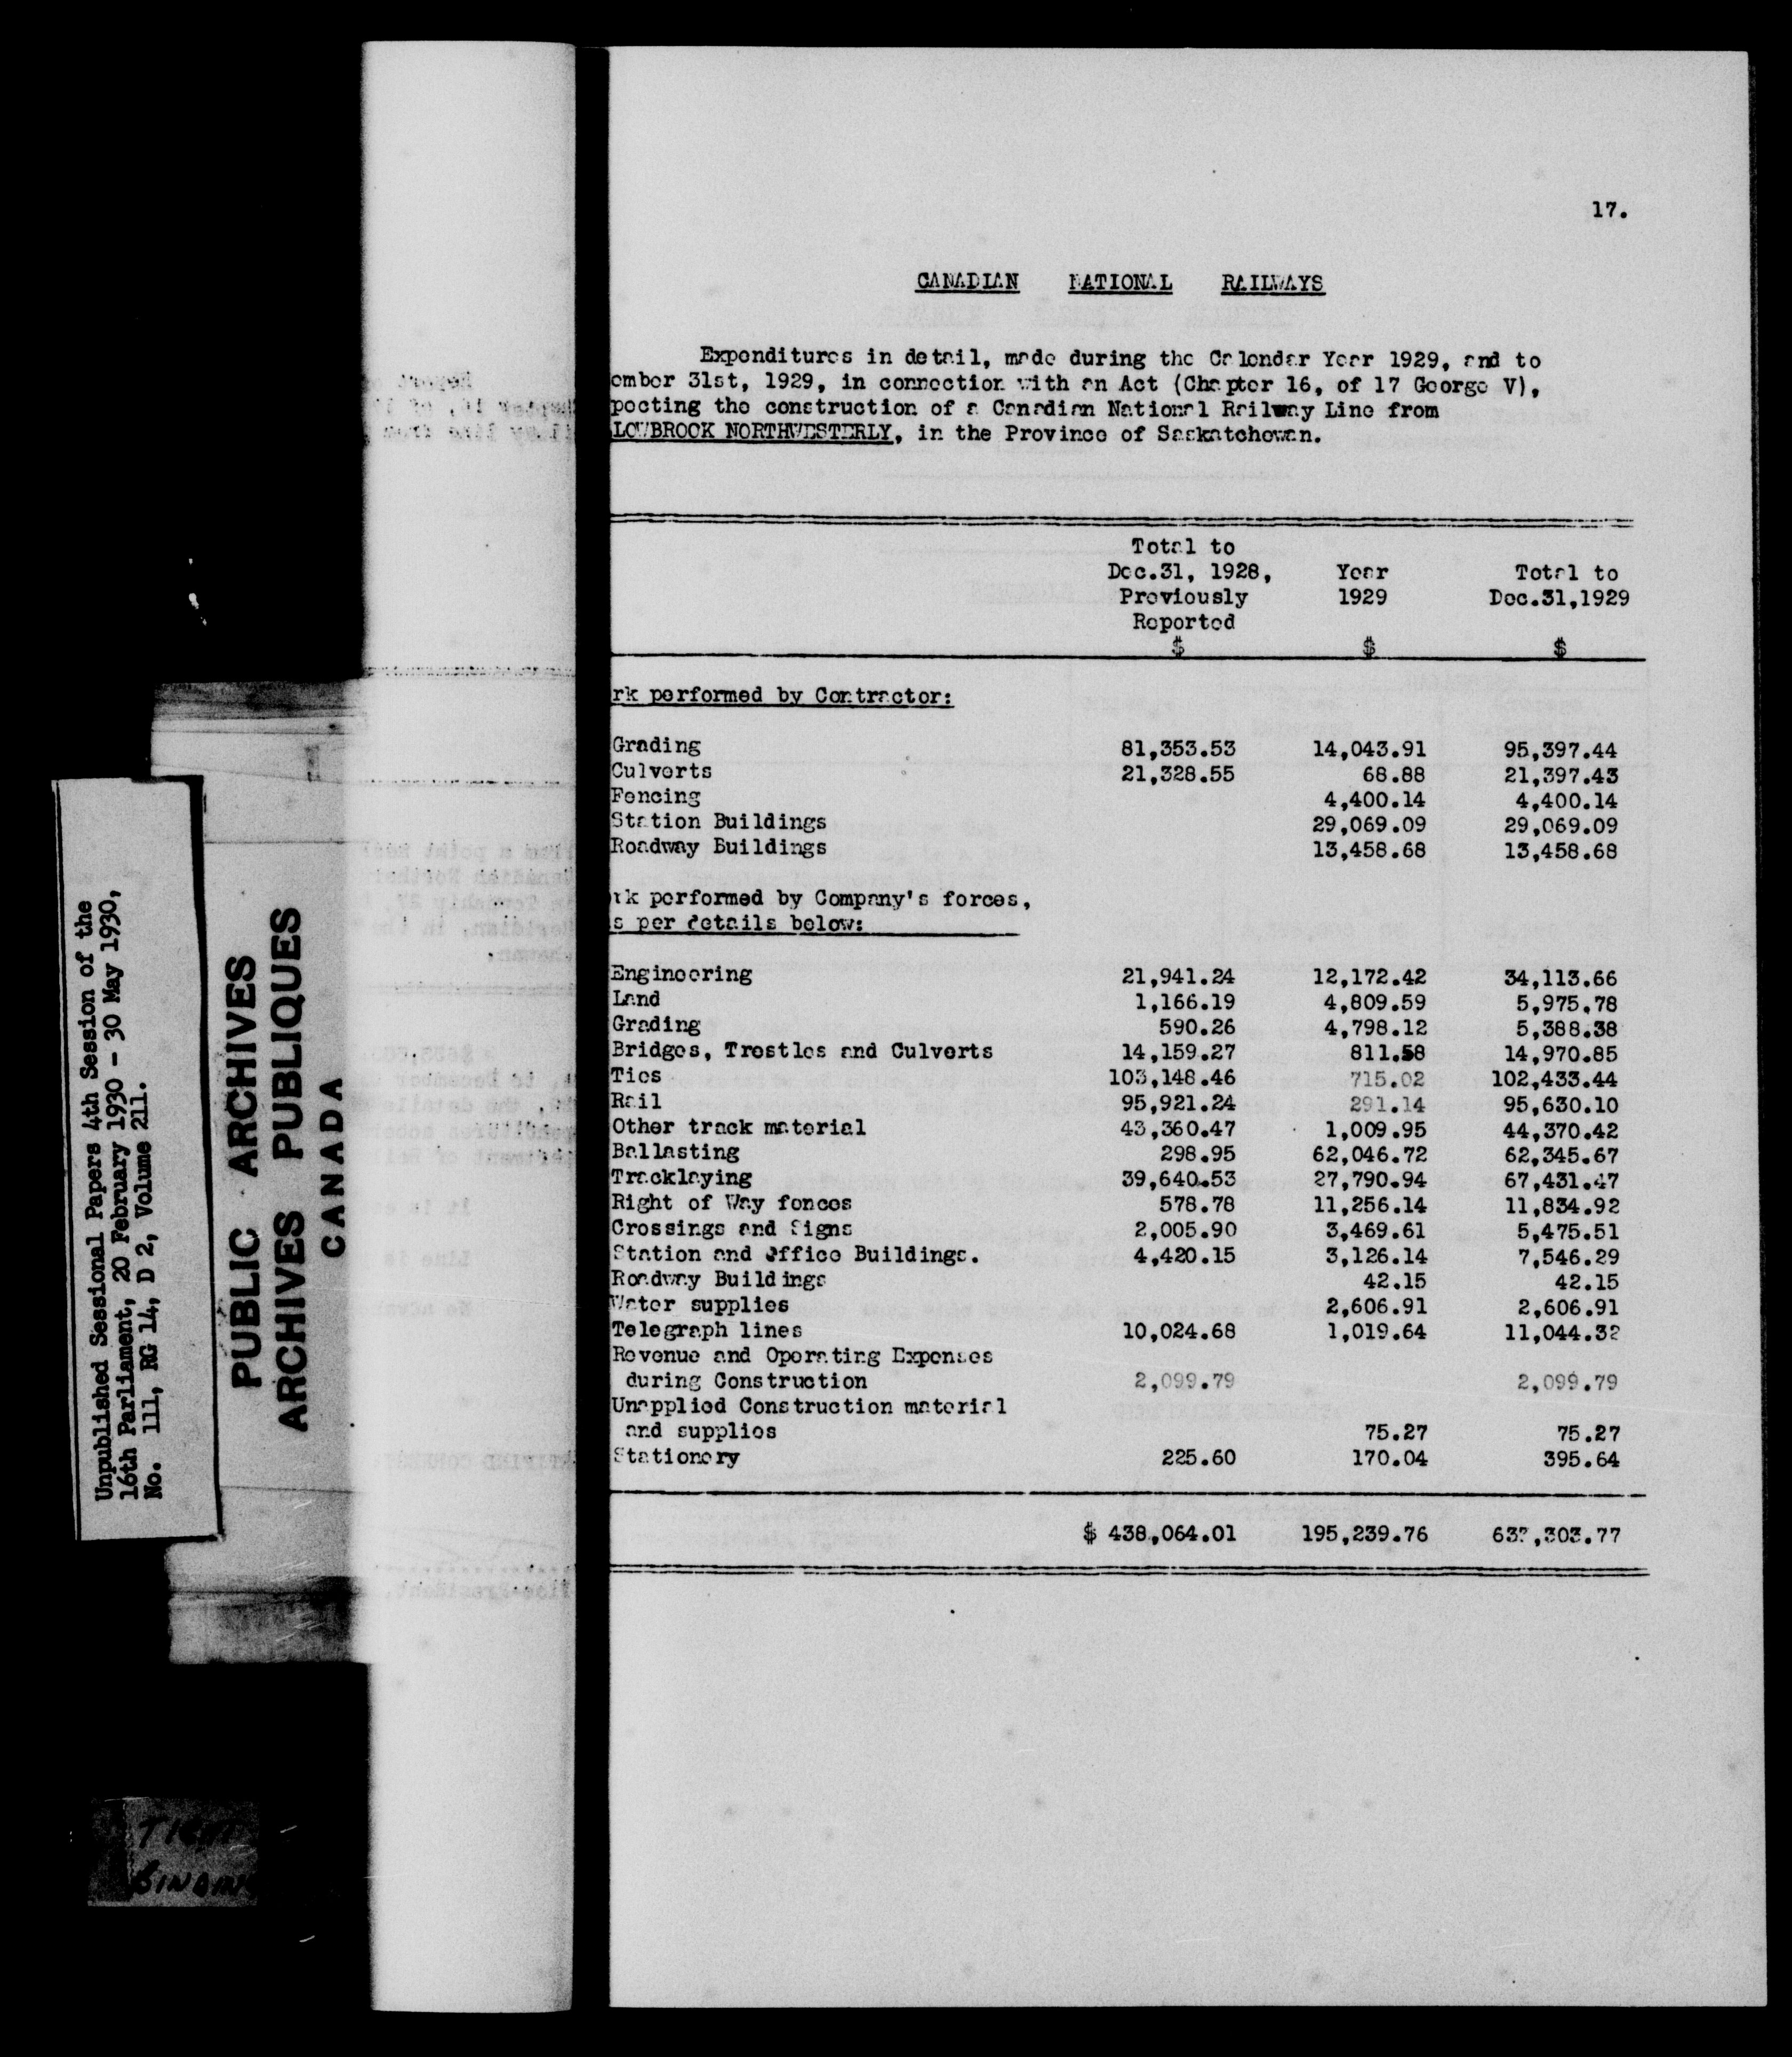 17.
CANADIAN NATIONAL RAILWAYS
Expenditures in detail, made during the Calendar Year 1929, and to
ember 31st, 1929, in connection with an Act (Chapter 16, of 17 George V),
pecting the construction of a Canadian National Railway Line from
LOWBROOK NORTHWESTERLY, in the Province of Saskatchewan.
Total to
Dec.31, 1928, Year Total to
Previously 1929 Dec.31,1929
Reported
$ $ $
rk performed by Contractor:
Grading 81,353.53 14,043.91 95,397.44
Culverts 21,328.55 68.88 21,397.43
Fencing 4,400.14 4,400.14
Station Buildings 29,069.09 29,069.09
Roadway Buildings 13,458.68 13,458.68
rk performed by Company's forces,
s per details below:
Engineering 21,941.24 12,172.42 34,113.66
Land 1,166.19 4,809.59 5,975.78
Grading 590.26 4,798.12 5,388.38
Bridges, Trestles and Culverts 14,159.27 811.58 14,970.85
Ties 103,148.46 715.02 102,433.44
Rail 95,921.24 291.14 95,630.10
Other track material 43,360.47 1,009.95 44,370.42
Ballasting 298.95 62,046.72 62,345.67
Tracklaying 39,640.53 27,790.94 67,431.47
Right of Way fences 578.78 11,256.14 11,834.92
Crossings and Signs 2,005.90 3,469.61 5,475.51
Station and Office Buildings. 4,420.15 3,126.14 7,546.29
Roadway Buildings 42.15 42.15
Water supplies 2,606.91 2,606.91
Telegraph lines 10,024.68 1,019.64 11,044.32
Revenue and Operating Expenses
during Construction 2,099.79 2,099.79
Unapplied Construction material
and supplies 75.27 75.27
Stationery 225.60 170.04 395.64
$ 438,064.01 195,239.76 637,303.77
Unpublished Sessional Papers 4th Session of the
16th Parliament, 20 February 1930 - 30 May 1930,
No. 111, RG 14, D 2, Volume 211.
PUBLIC ARCHIVES
ARCHIVES PUBLIQUES
CANADA
TIGHT
BINDING